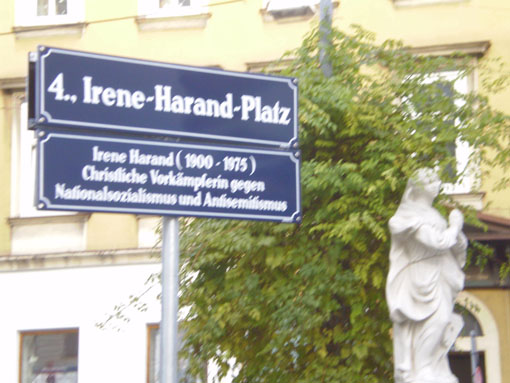 4., Irene-Harand-Platz
Irene Harand (1900 - 1975)
Christliche Vorkämpferin gegen
Nationalsozialismus und Antisemitismus